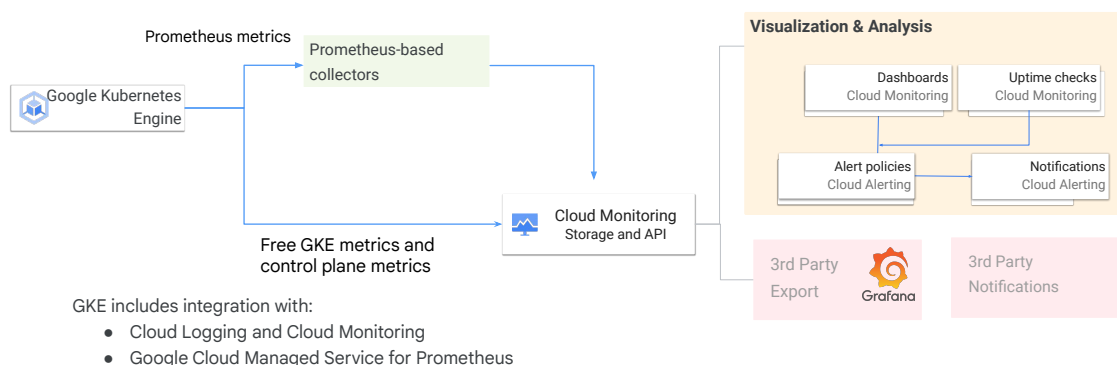 Visualization & Analysis
Prometheus metrics
Prometheus-based
collectors
Google Kubernetes
Engine
Dashboards
Cloud Monitoring
Uptime checks
Cloud Monitoring
Alert policies
Cloud Alerting
Notifications
Cloud Alerting
Cloud Monitoring
Storage and API
Free GKE metrics and
control plane metrics
3rd Party
Export
Grafana
3rd Party
Notifications
GKE includes integration with:
● Cloud Logging and Cloud Monitoring
● Google Cloud Managed Service for Prometheus